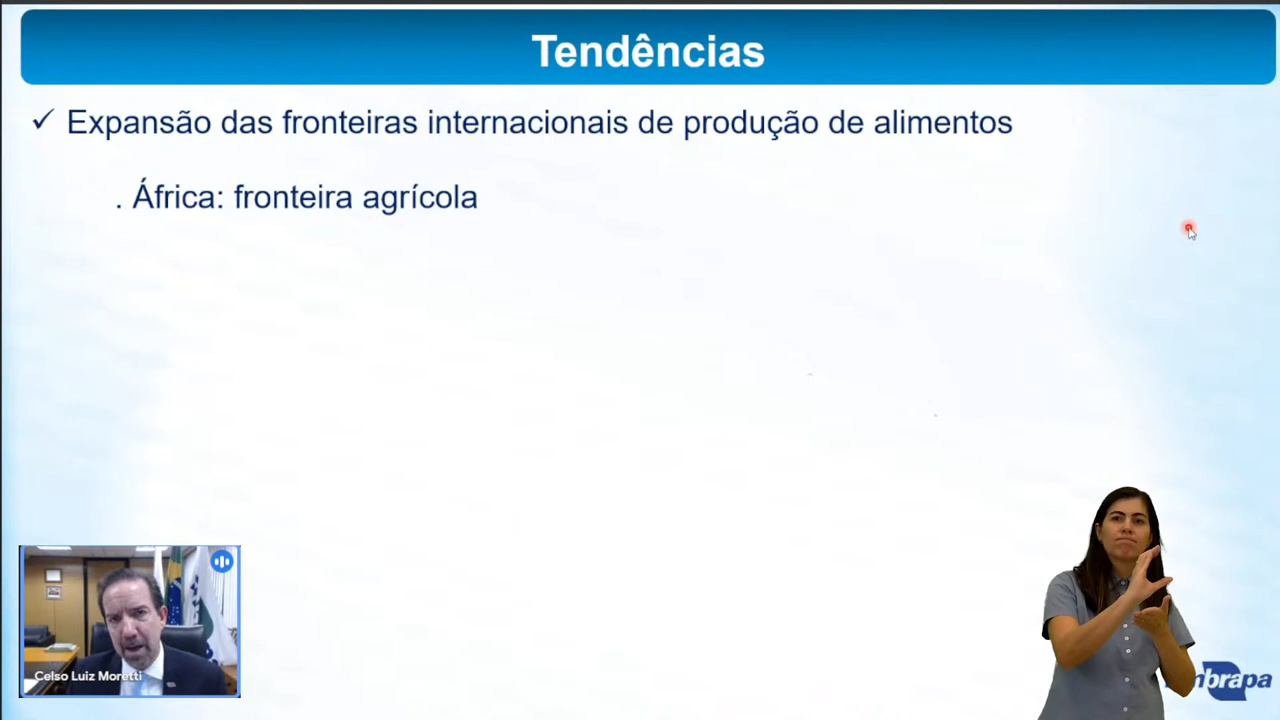 Tendências
✓ Expansão das fronteiras internacionais de produção de alimentos
. África: fronteira agrícola
Celso Luiz Moretti